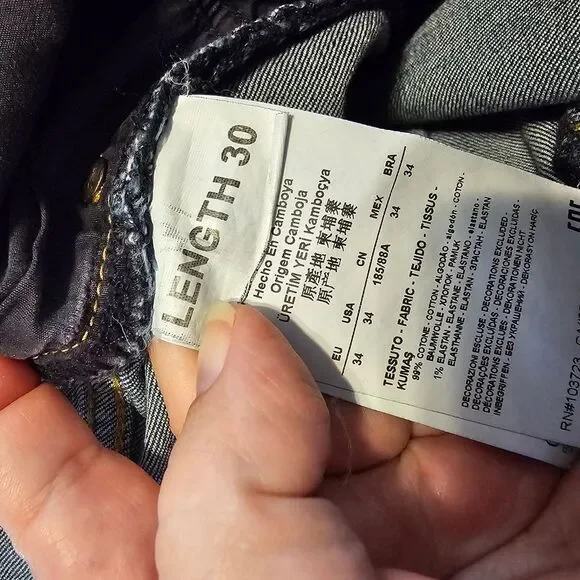 LENGTH 30
Hecho En Camboya
Origem Camboja
ÜRETİM YERİ Kamboçya
原產地 柬埔寨
原产地 柬埔寨
EU USA CN MEX BRA
34 34 185/88A 34 34
TESSUTO - FABRIC - TEJIDO - TISSUS -
KUMAŞ
99% COTONE - COTTON - ALGODÃO - algodón - COTON -
BAUMWOLLE - ХЛОПОК - PAMUK
1% ELASTAN - ELASTANE - ELASTANO - elastano -
ELASTHANNE - ELASTAN - ЭЛАСТАН - ELASTAN
DECORAZIONI ESCLUSE - DECORATIONS EXCLUDED -
DECORAÇÕES EXCLUÍDAS - DECORACIONES EXCLUIDAS -
DÉCORATIONS EXCLUES - DEKORATIONEN NICHT
INBEGRIFFEN - БЕЗ УКРАШЕНИЙ - DEKORASYON HARİÇ
RN#103723